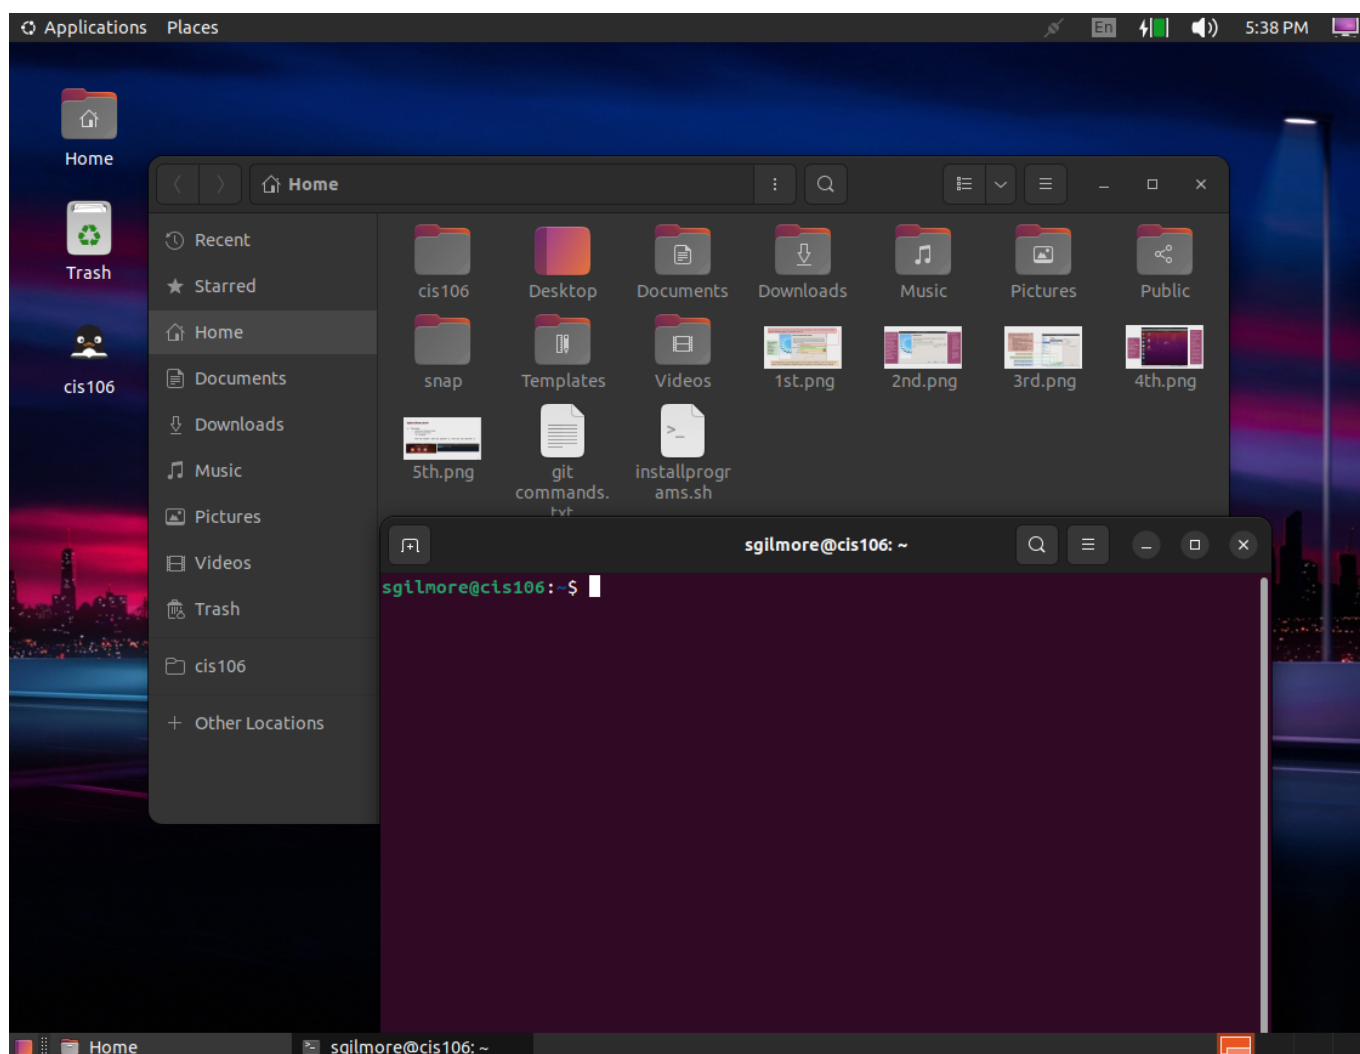 Applications Places En 5:38 PM
Home
Trash
cis106
Home
Recent
Starred
Home
Documents
Downloads
Music
Pictures
Videos
Trash
cis106
Other Locations
cis106 Desktop Documents Downloads Music Pictures Public
snap Templates Videos 1st.png 2nd.png 3rd.png 4th.png
5th.png git installprogr
commands. ams.sh
txt
sgilmore@cis106: ~
sgilmore@cis106:~$
Home sgilmore@cis106: ~